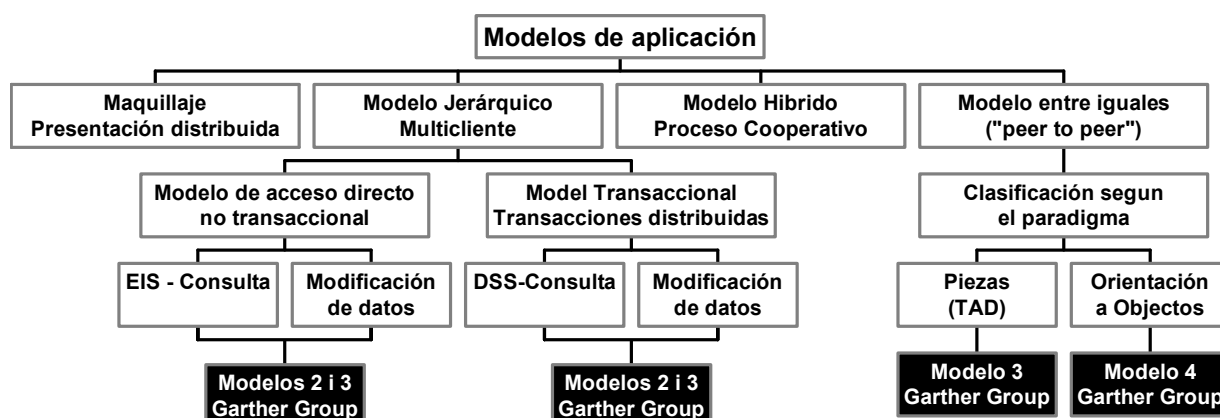 Modelos de aplicación
Maquillaje
Presentación distribuida
Modelo Jerárquico
Multicliente
Modelo Hibrido
Proceso Cooperativo
Modelo entre iguales
("peer to peer")
Modelo de acceso directo
no transaccional
Model Transaccional
Transacciones distribuidas
Clasificación segun
el paradigma
EIS - Consulta
Modificación
de datos
DSS-Consulta
Modificación
de datos
Piezas
(TAD)
Orientación
a Objectos
Modelos 2 i 3
Garther Group
Modelos 2 i 3
Garther Group
Modelo 3
Garther Group
Modelo 4
Garther Group